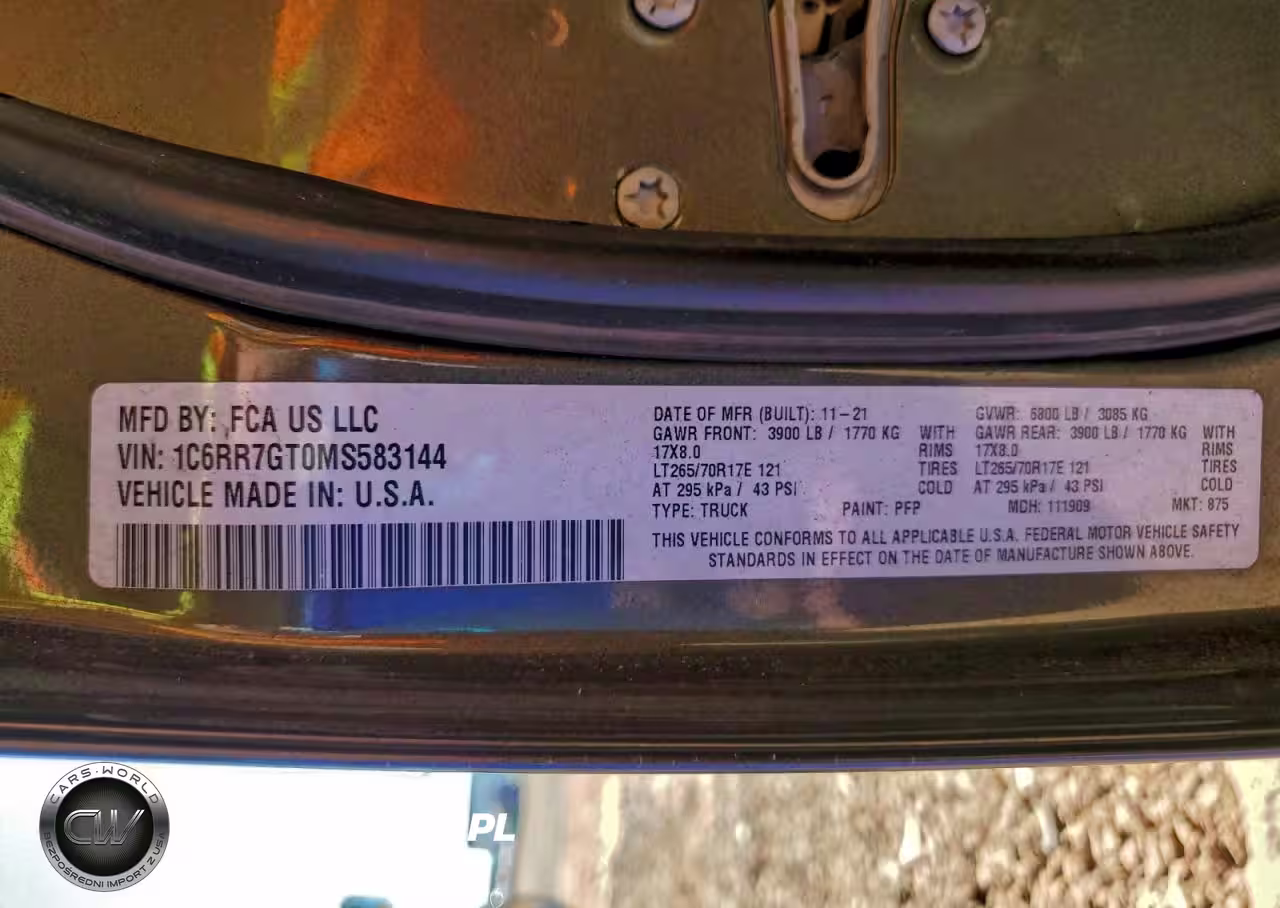 MFD BY: FCA US LLC
VIN: 1C6RR7GT0MS583144
VEHICLE MADE IN: U.S.A.
DATE OF MFR (BUILT): 11-21 GVWR: 6800 LB / 3085 KG
GAWR FRONT: 3900 LB / 1770 KG WITH GAWR REAR: 3900 LB / 1770 KG WITH
17X8.0 RIMS 17X8.0 RIMS
LT265/70R17E 121 TIRES LT265/70R17E 121 TIRES
AT 295 kPa / 43 PSI COLD AT 295 kPa / 43 PSI COLD
TYPE: TRUCK PAINT: PFP MDH: 111909 MKT: 875
THIS VEHICLE CONFORMS TO ALL APPLICABLE U.S.A. FEDERAL MOTOR VEHICLE SAFETY
STANDARDS IN EFFECT ON THE DATE OF MANUFACTURE SHOWN ABOVE.
CARS-WORLD
CW
BEZPOŚREDNI IMPORT Z USA
PL